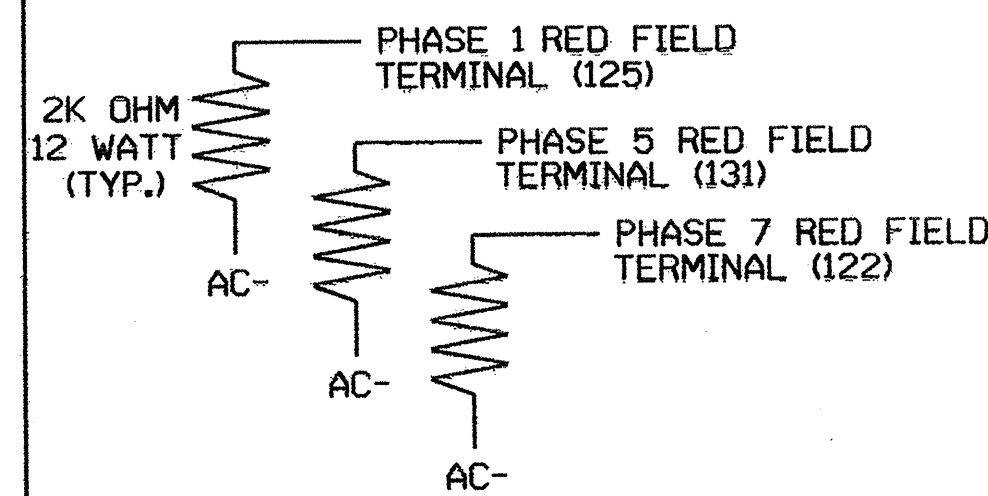 PHASE 1 RED FIELD
TERMINAL (125)
2K OHM
12 WATT
(TYP.)
AC-
PHASE 5 RED FIELD
TERMINAL (131)
AC-
PHASE 7 RED FIELD
TERMINAL (122)
AC-